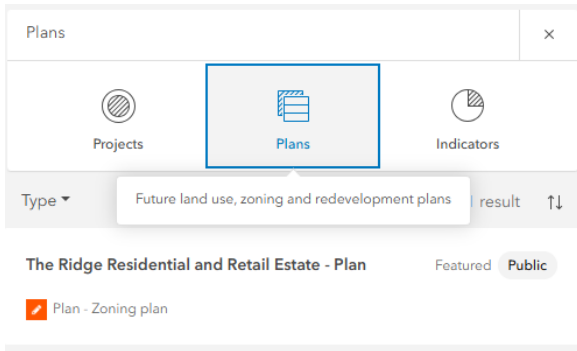 Plans
Projects
Plans
Indicators
Type
Future land use, zoning and redevelopment plans
result
The Ridge Residential and Retail Estate - Plan
Featured
Public
Plan - Zoning plan